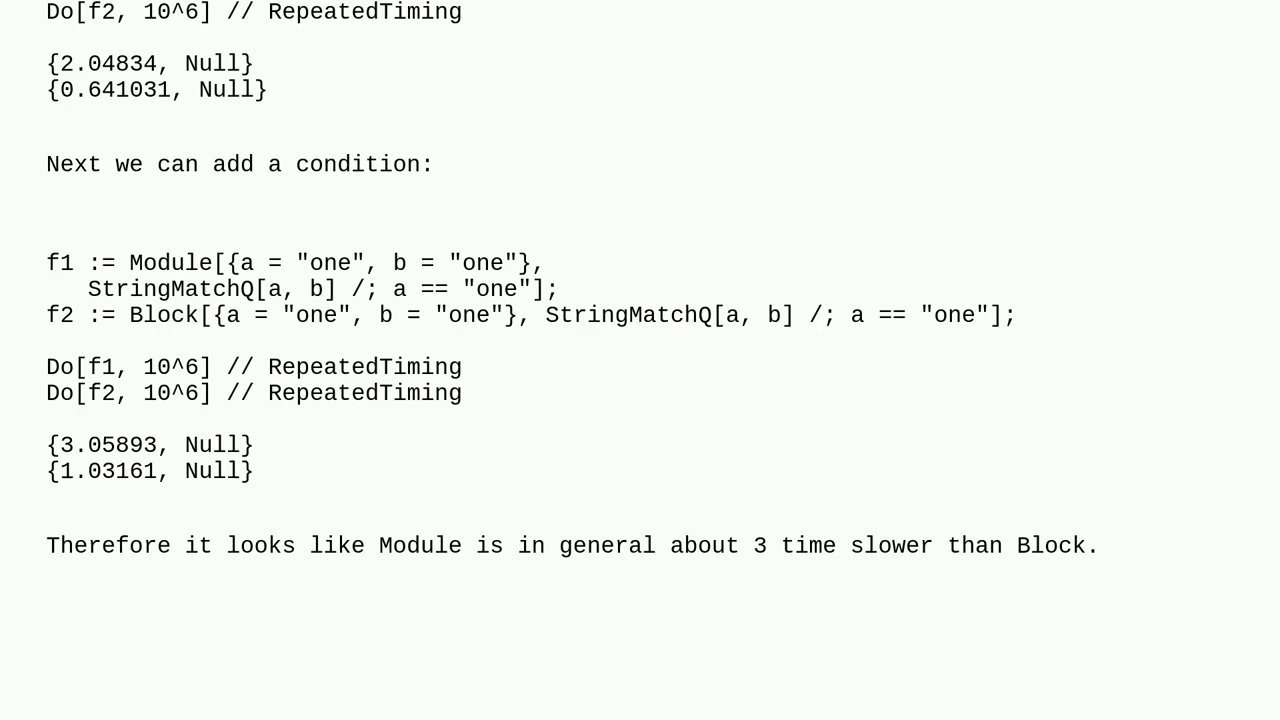 Do[f2, 10^6] // RepeatedTiming
{2.04834, Null}
{0.641031, Null}
Next we can add a condition:
f1 := Module[{a = "one", b = "one"},
   StringMatchQ[a, b] /; a == "one"];
f2 := Block[{a = "one", b = "one"}, StringMatchQ[a, b] /; a == "one"];
Do[f1, 10^6] // RepeatedTiming
Do[f2, 10^6] // RepeatedTiming
{3.05893, Null}
{1.03161, Null}
Therefore it looks like Module is in general about 3 time slower than Block.